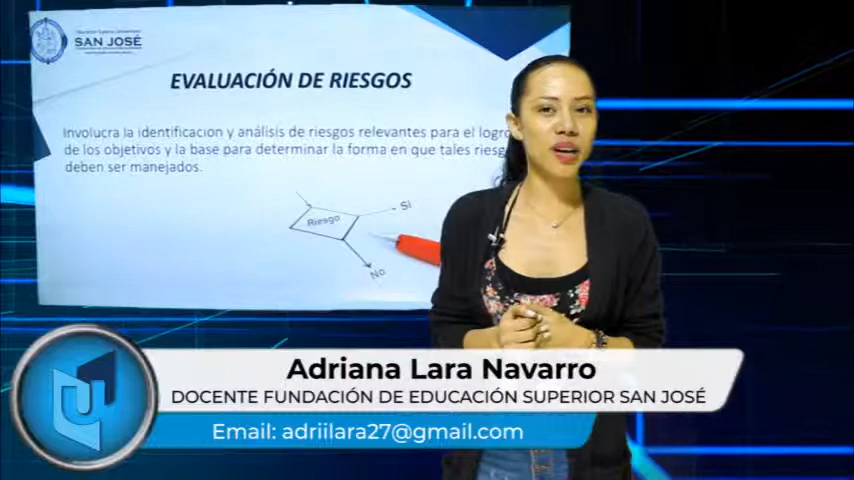 SAN JOSÉ
EVALUACIÓN DE RIESGOS
Involucra la identificación y análisis de riesgos relevantes para el logro
de los objetivos y la base para determinar la forma en que tales riesg
deben ser manejados.
Riesgo
Si
No
Adriana Lara Navarro
DOCENTE FUNDACIÓN DE EDUCACIÓN SUPERIOR SAN JOSÉ
Email: adriilara27@gmail.com